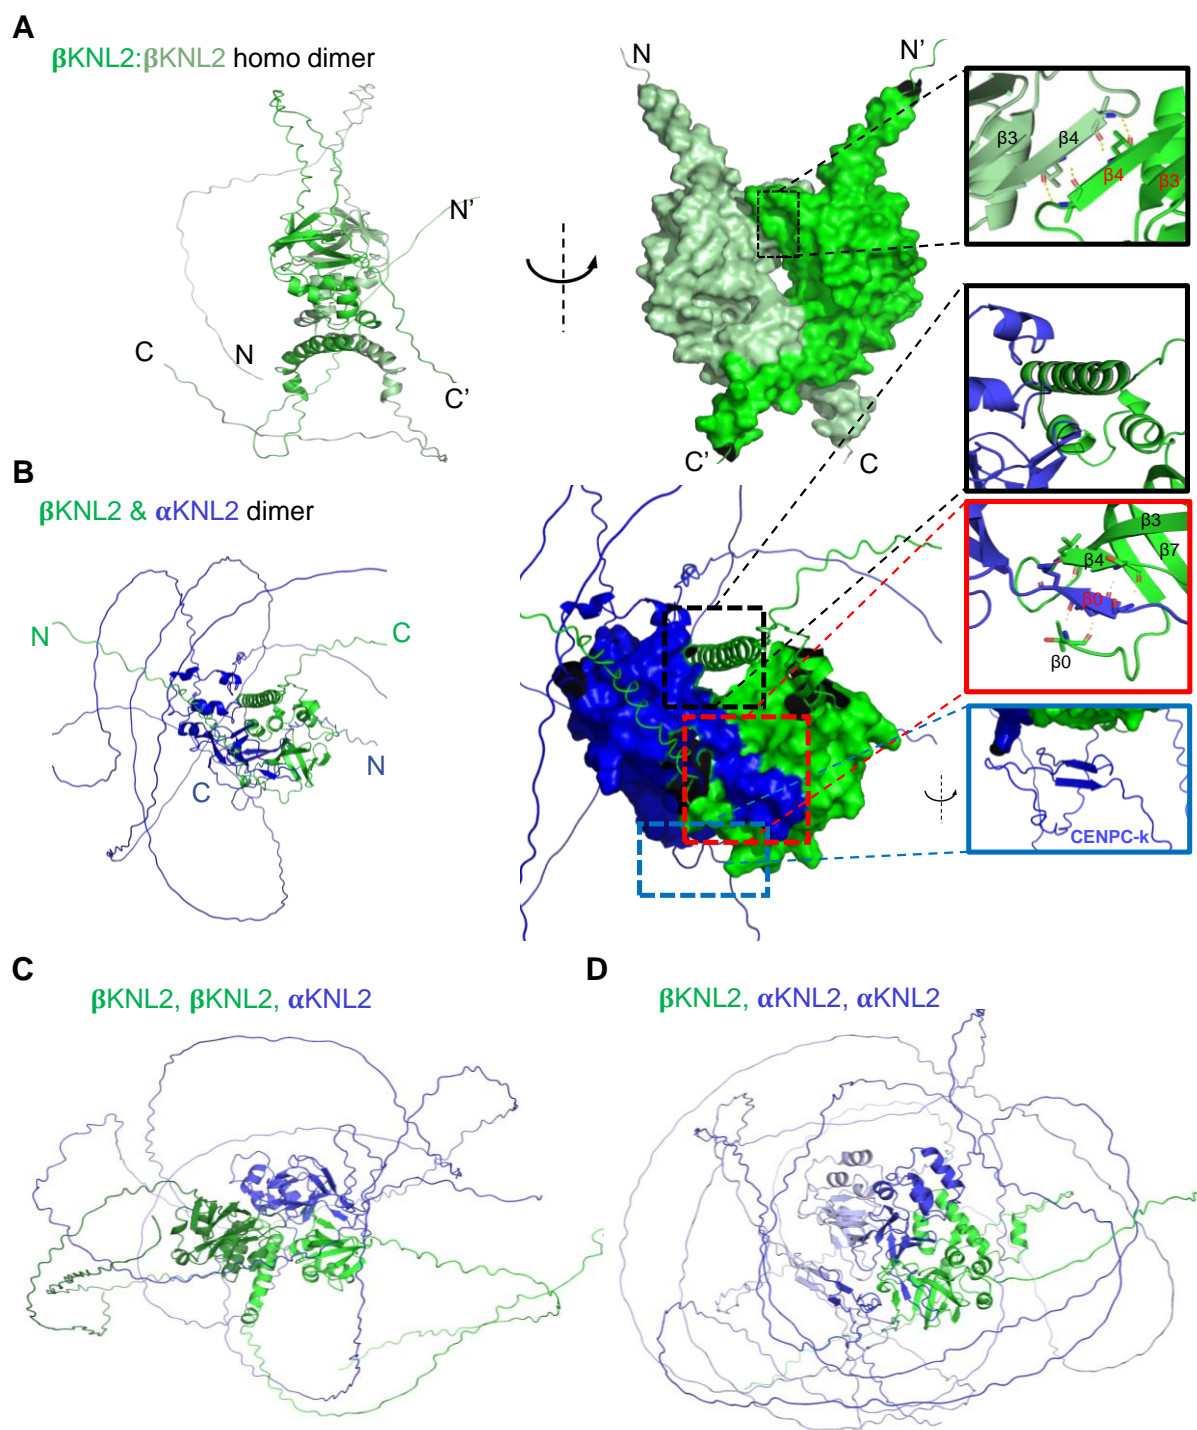 A
βKNL2:βKNL2 homo dimer
N
N'
N'
C
N
C'
C'
C
β3
β4
β4
β3
B
βKNL2 & αKNL2 dimer
N
C
C
N
β3
β4
β7
β0
β0
CENPC-k
C
βKNL2, βKNL2, αKNL2
D
βKNL2, αKNL2, αKNL2